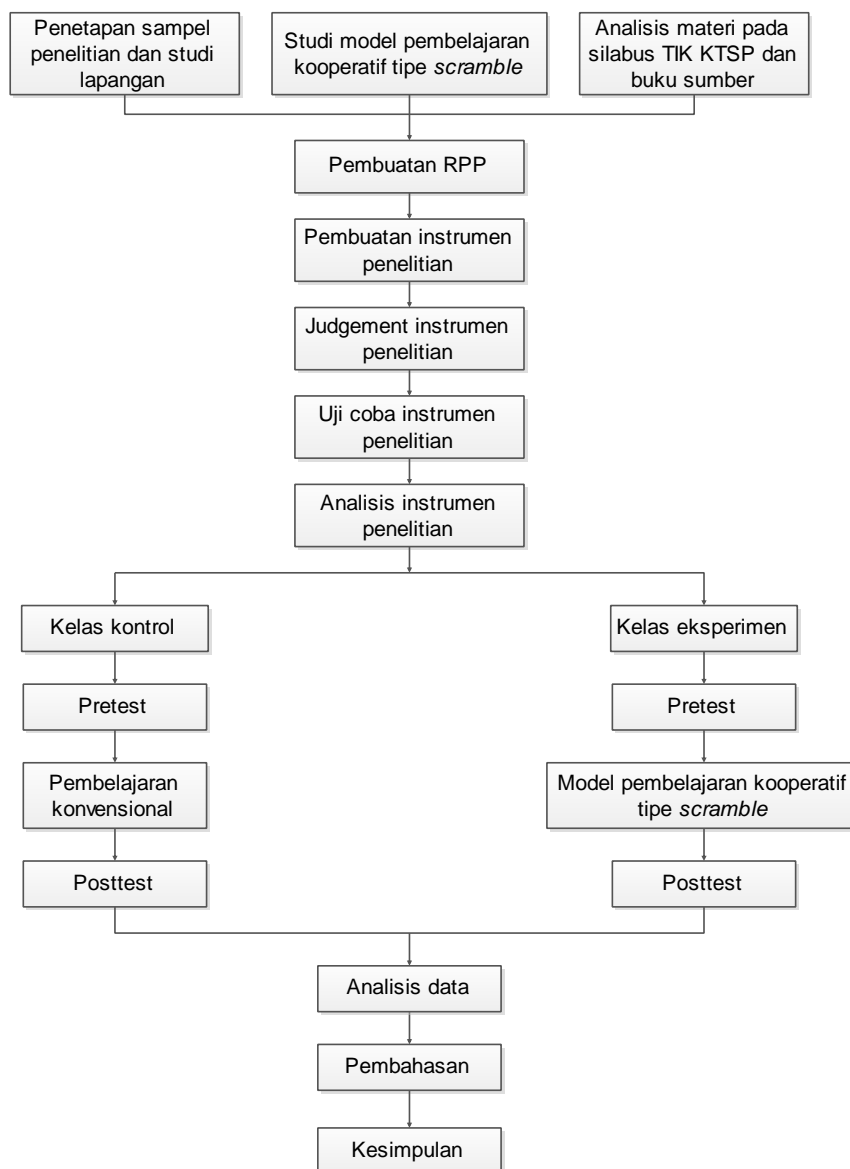 Penetapan sampel
penelitian dan studi
lapangan
Studi model pembelajaran
kooperatif tipe scramble
Analisis materi pada
silabus TIK KTSP dan
buku sumber
Pembuatan RPP
Pembuatan instrumen
penelitian
Judgement instrumen
penelitian
Uji coba instrumen
penelitian
Analisis instrumen
penelitian
Kelas kontrol
Kelas eksperimen
Pretest
Pretest
Pembelajaran
konvensional
Model pembelajaran kooperatif
tipe scramble
Posttest
Posttest
Analisis data
Pembahasan
Kesimpulan